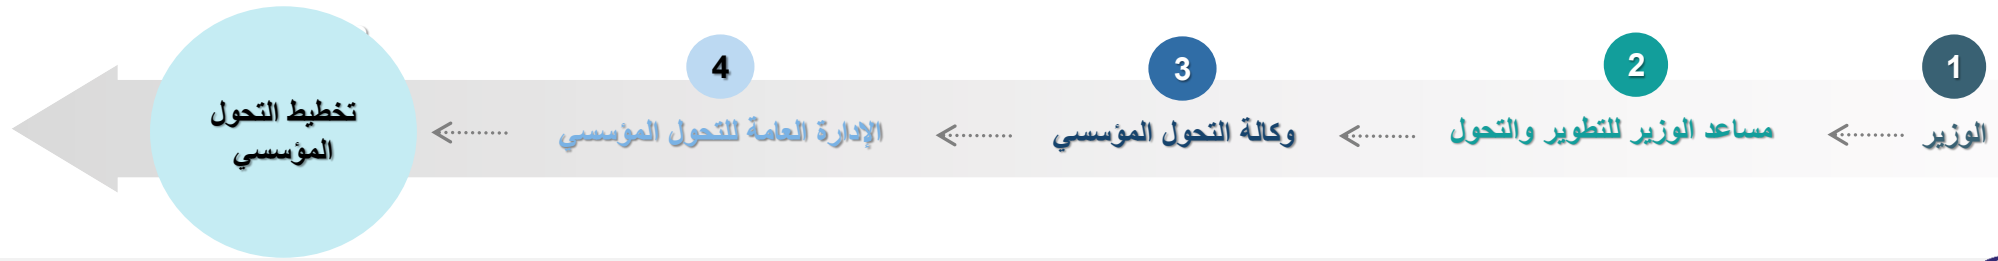 1
الوزير
2
مساعد الوزير للتطوير والتحول
3
وكالة التحول المؤسسي
4
الإدارة العامة للتحول المؤسسي
تخطيط التحول
المؤسسي